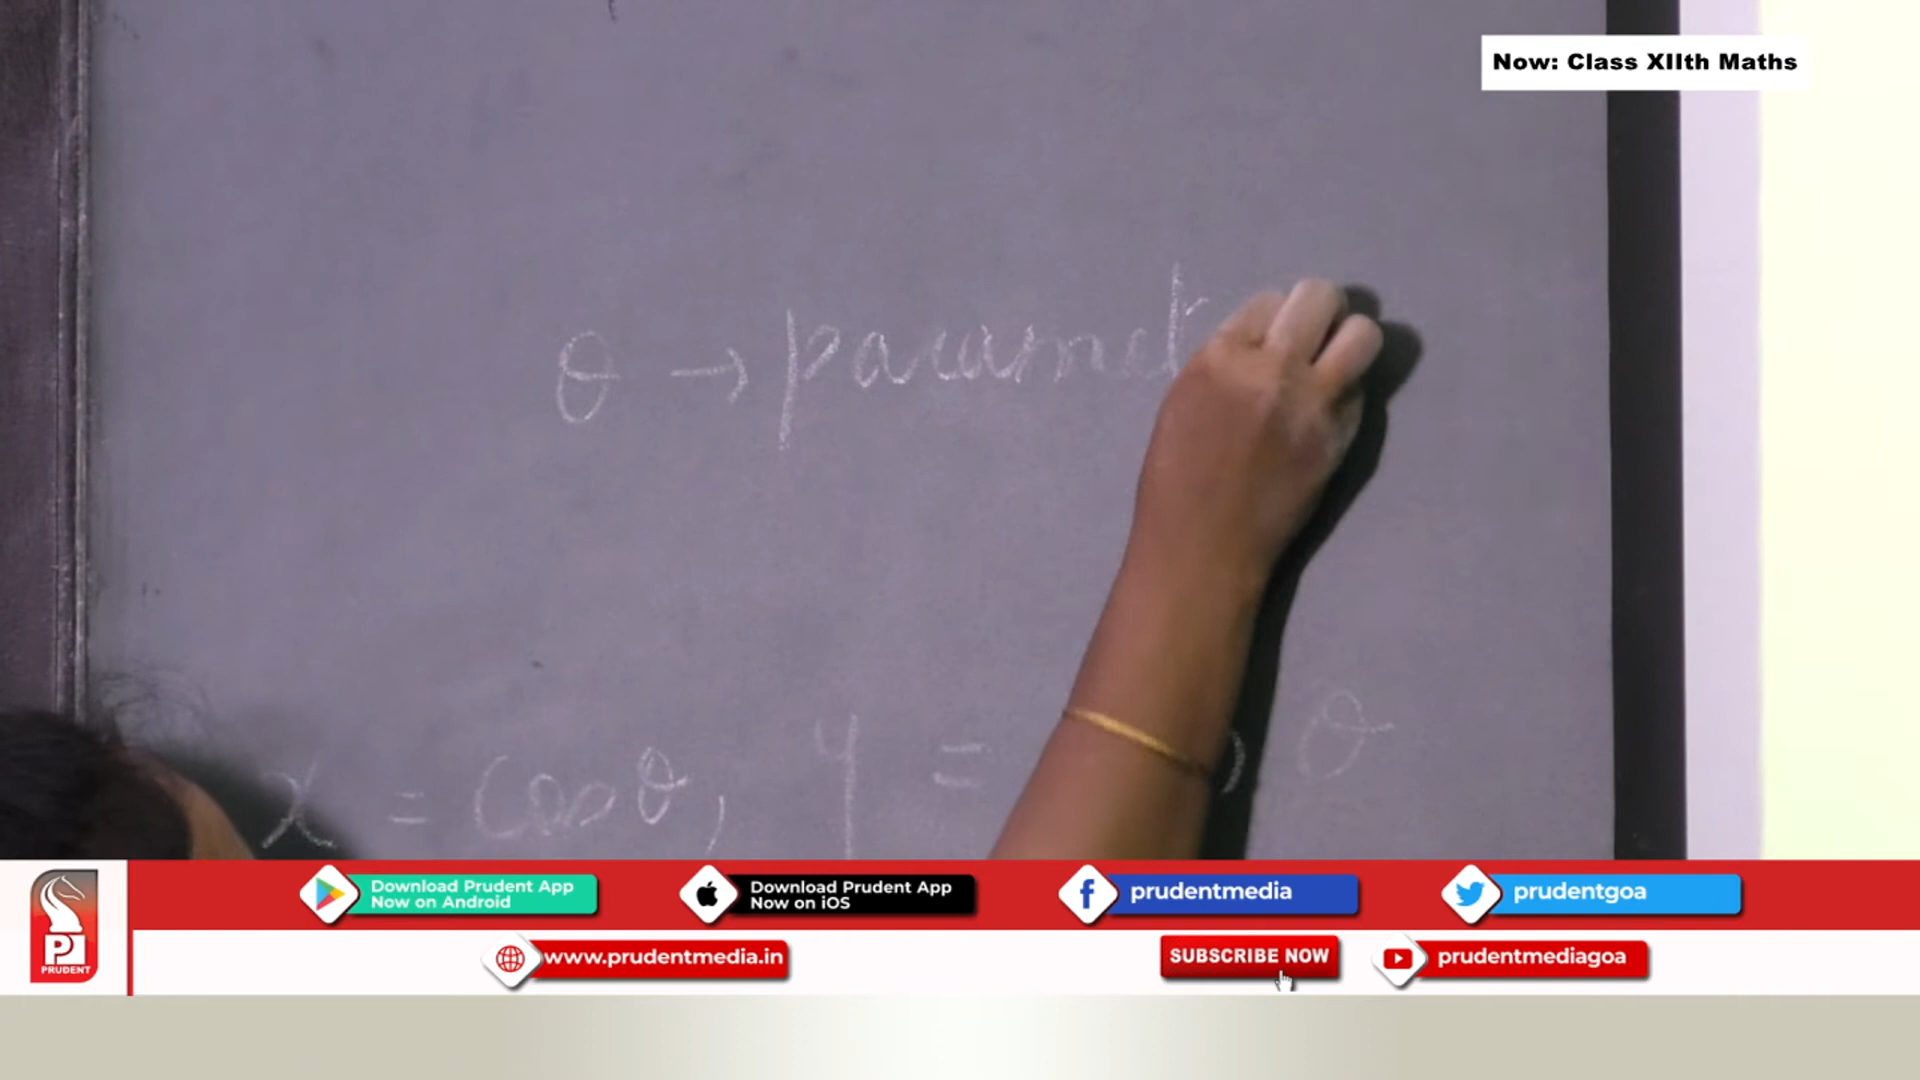 Now: Class XIIth Maths
θ → paramet
x = cos θ, y = θ
Download Prudent App
Now on Android
Download Prudent App
Now on iOS
prudentmedia
prudentgoa
PI
PRUDENT
www.prudentmedia.in
SUBSCRIBE NOW
prudentmediagoa